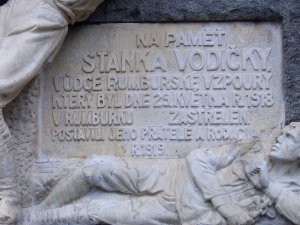 NA PAMĚŤ
STANKA VODIČKY,
VŮDCE RUMBURSKÉ VZPOURY
KTERÝ BYL DNE 29. KVĚTNA R. 1918
V RUMBURKU ZASTŘELEN.
POSTAVILI JEHO PŘÁTELÉ A RODÁCI
R. 1919.